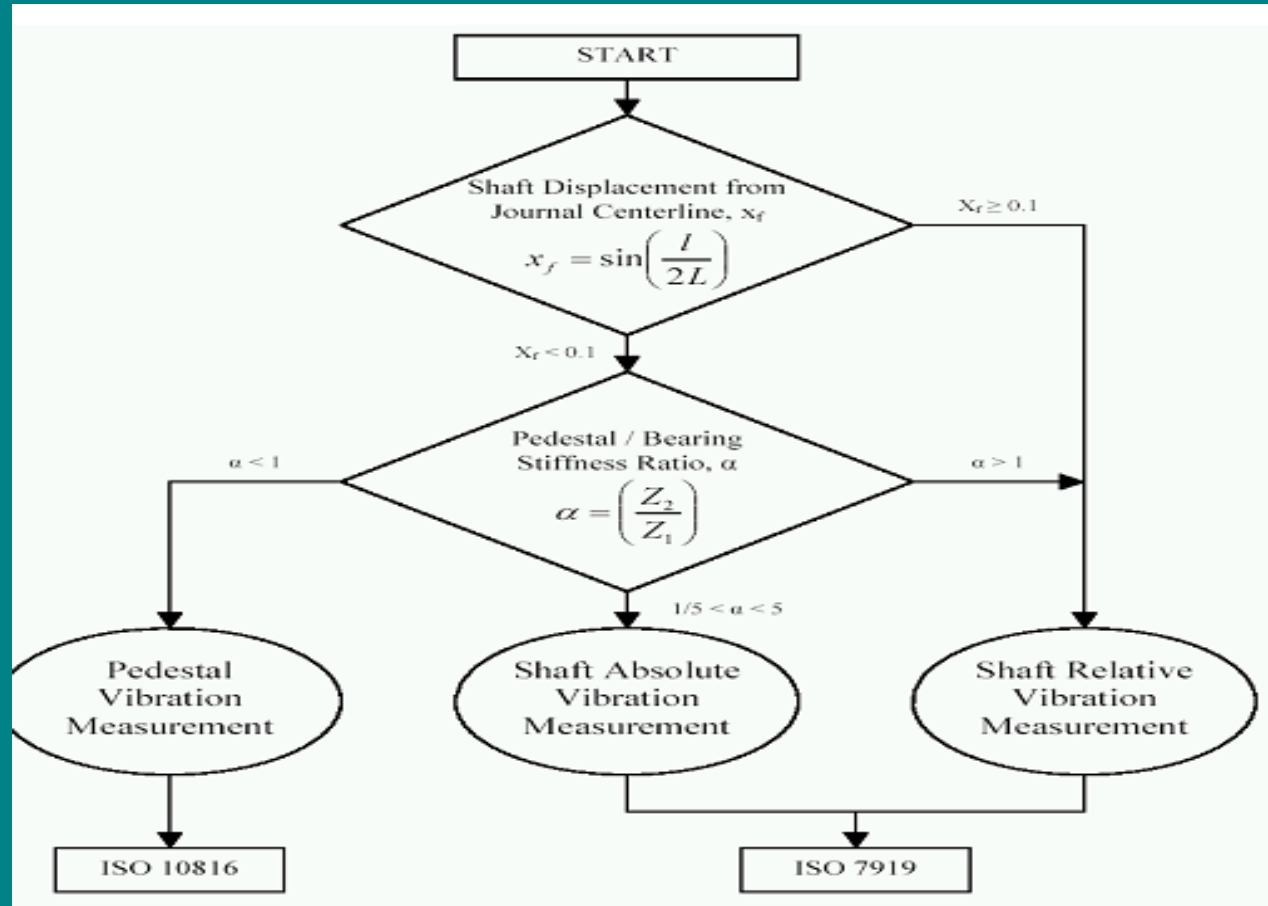 START
Shaft Displacement from
Journal Centerline, xf
x_f = sin(l/2L)
Xf ≥ 0.1
Xf < 0.1
Pedestal / Bearing
Stiffness Ratio, α
α = (Z₂/Z₁)
α < 1
α > 1
1/5 < α < 5
Pedestal
Vibration
Measurement
Shaft Absolute
Vibration
Measurement
Shaft Relative
Vibration
Measurement
ISO 10816
ISO 7919